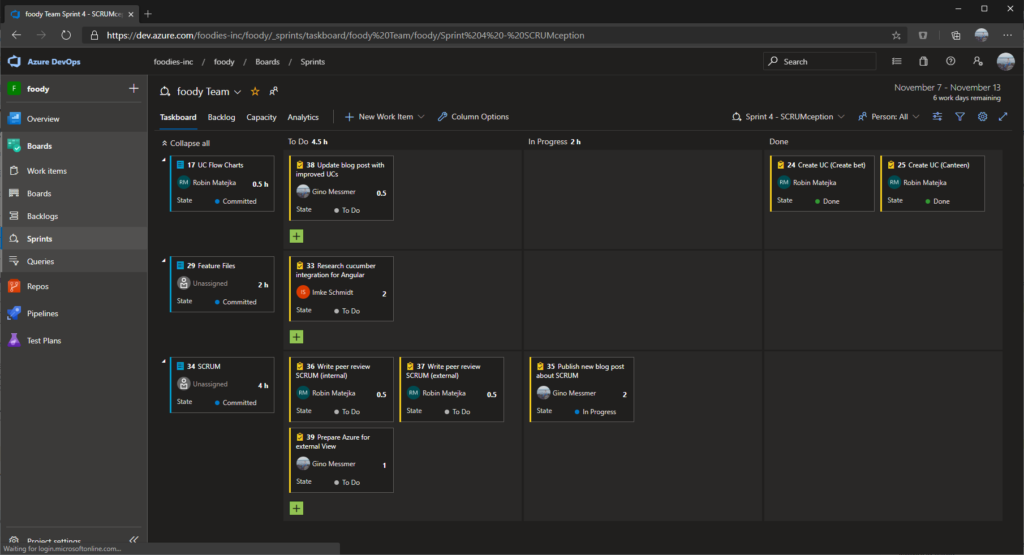 foody Team Sprint 4 - SCRUMcep
https://dev.azure.com/foodies-inc/foody/_sprints/taskboard/foody%20Team/foody/Sprint%204%20-%20SCRUMception
Azure DevOps
foodies-inc / foody / Boards / Sprints
Search
F foody
foody Team
November 7 - November 13
6 work days remaining
Overview
Taskboard Backlog Capacity Analytics New Work Item Column Options Sprint 4 - SCRUMception Person: All
Boards
Work items
Boards
Backlogs
Sprints
Queries
Repos
Pipelines
Test Plans
Collapse all
To Do 4.5 h
In Progress 2 h
Done
17 UC Flow Charts
RM Robin Matejka 0.5 h
State Committed
38 Update blog post with
improved UCs
Gino Messmer 0.5
State To Do
24 Create UC (Create bet)
RM Robin Matejka
State Done
25 Create UC (Canteen)
RM Robin Matejka
State Done
29 Feature Files
Unassigned 2 h
State Committed
33 Research cucumber
integration for Angular
IS Imke Schmidt 2
State To Do
34 SCRUM
Unassigned 4 h
State Committed
36 Write peer review
SCRUM (internal)
RM Robin Matejka 0.5
State To Do
37 Write peer review
SCRUM (external)
RM Robin Matejka 0.5
State To Do
35 Publish new blog post
about SCRUM
Gino Messmer 2
State In Progress
39 Prepare Azure for
external View
Gino Messmer 1
State To Do
Project settings
Waiting for login.microsoftonline.com...